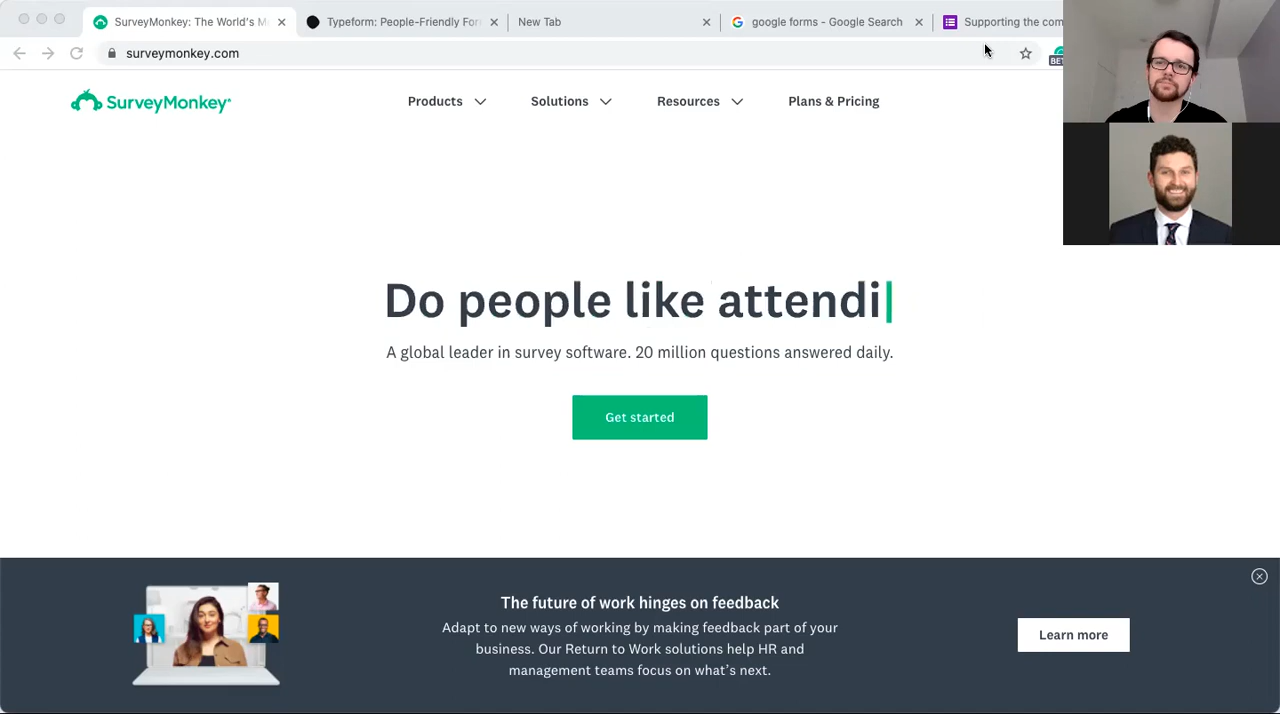 SurveyMonkey: The World's M
Typeform: People-Friendly For
New Tab
google forms - Google Search
Supporting the com
surveymonkey.com
BET
SurveyMonkey
Products
Solutions
Resources
Plans & Pricing
Do people like attendi
A global leader in survey software. 20 million questions answered daily.
Get started
The future of work hinges on feedback
Adapt to new ways of working by making feedback part of your
business. Our Return to Work solutions help HR and
management teams focus on what's next.
Learn more